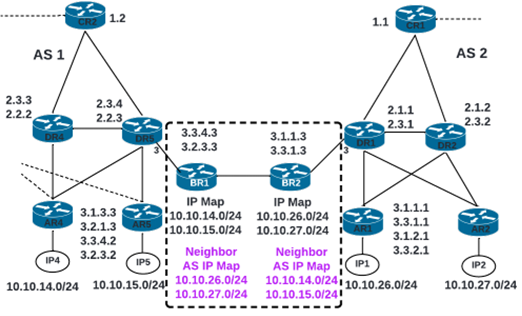 CR2
1.2
AS 1
2.3.3
2.2.2
2.3.4
2.2.3
DR4
DR5
3
3.3.4.3
3.2.3.3
BR1
IP Map
10.10.14.0/24
10.10.15.0/24
Neighbor
AS IP Map
10.10.26.0/24
10.10.27.0/24
AR4
3.1.3.3
3.2.1.3
3.3.4.2
3.2.3.2
AR5
IP4
IP5
10.10.14.0/24
10.10.15.0/24
1.1
CR1
AS 2
2.1.1
2.3.1
2.1.2
2.3.2
DR1
DR2
3
3.1.1.3
3.3.1.3
BR2
IP Map
10.10.26.0/24
10.10.27.0/24
Neighbor
AS IP Map
10.10.14.0/24
10.10.15.0/24
AR1
3.1.1.1
3.3.1.1
3.1.2.1
3.3.2.1
AR2
IP1
IP2
10.10.26.0/24
10.10.27.0/24